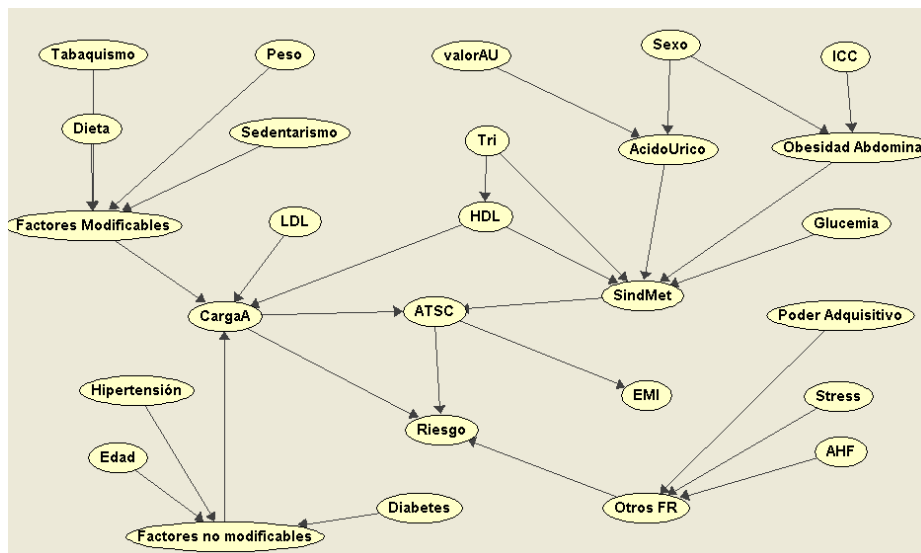 Tabaquismo
Peso
valorAU
Sexo
ICC
Dieta
Sedentarismo
Tri
AcidoUrico
Obesidad Abdomina
Factores Modificables
LDL
HDL
Glucemia
CargaA
ATSC
SindMet
Poder Adquisitivo
Hipertensión
EMI
Stress
Riesgo
Edad
AHF
Diabetes
Otros FR
Factores no modificables